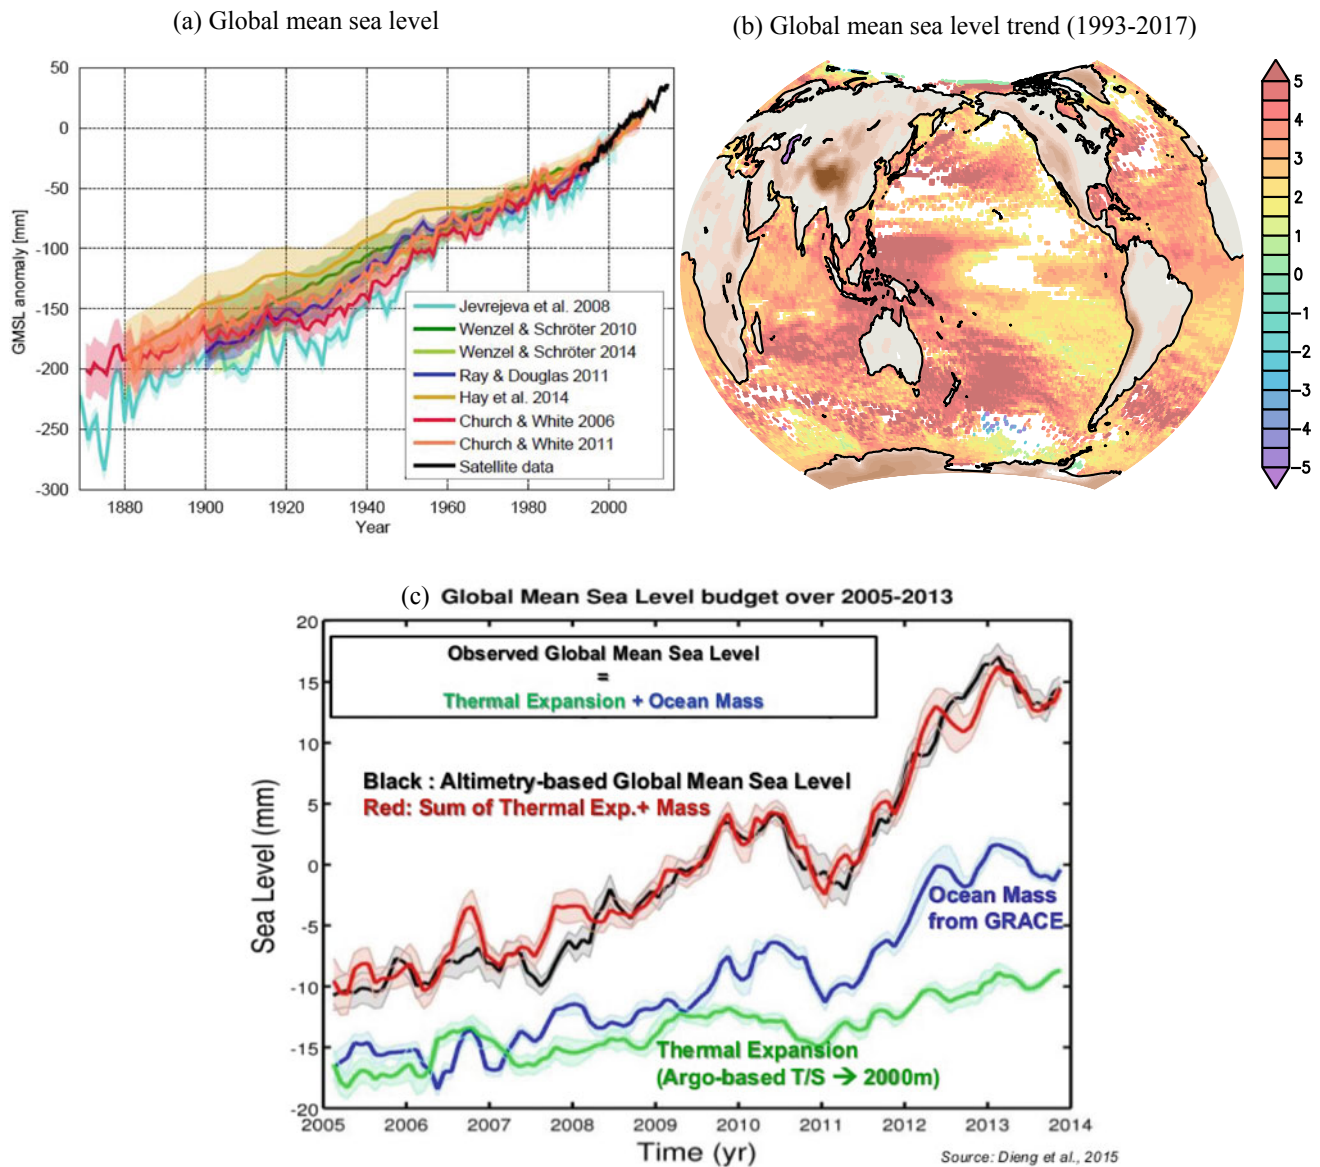 (a) Global mean sea level
(b) Global mean sea level trend (1993-2017)
50
0
-50
-100
-150
-200
-250
-300
GMSL anomaly [mm]
1880
1900
1920
1940
1960
1980
2000
Year
Jevrejeva et al. 2008
Wenzel & Schröter 2010
Wenzel & Schröter 2014
Ray & Douglas 2011
Hay et al. 2014
Church & White 2006
Church & White 2011
Satellite data
5
4
3
2
1
0
-1
-2
-3
-4
-5
(c) Global Mean Sea Level budget over 2005-2013
20
15
10
5
0
-5
-10
-15
-20
Sea Level (mm)
Observed Global Mean Sea Level
=
Thermal Expansion + Ocean Mass
Black : Altimetry-based Global Mean Sea Level
Red: Sum of Thermal Exp.+ Mass
Ocean Mass
from GRACE
Thermal Expansion
(Argo-based T/S → 2000m)
2005
2006
2007
2008
2009
2010
2011
2012
2013
2014
Time (yr)
Source: Dieng et al., 2015